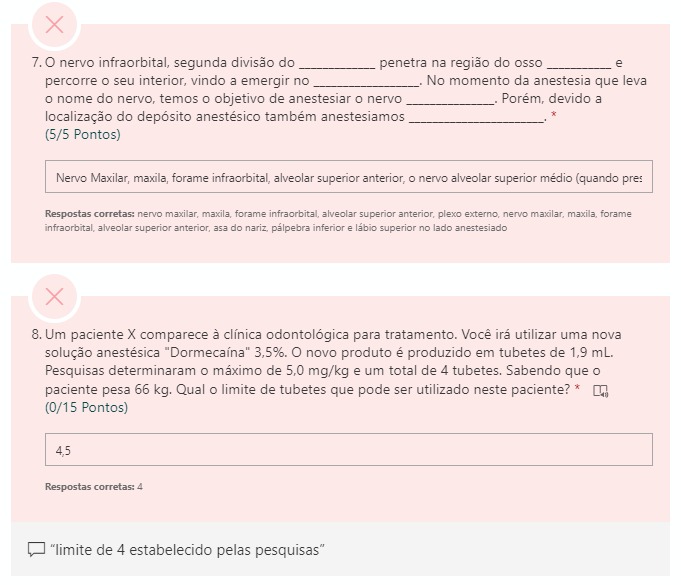 7. O nervo infraorbital, segunda divisão do _____________ penetra na região do osso ___________ e
percorre o seu interior, vindo a emergir no __________________. No momento da anestesia que leva
o nome do nervo, temos o objetivo de anestesiar o nervo _______________. Porém, devido a
localização do depósito anestésico também anestesiamos _______________________. *
(5/5 Pontos)
Nervo Maxilar, maxila, forame infraorbital, alveolar superior anterior, o nervo alveolar superior médio (quando pres
Respostas corretas: nervo maxilar, maxila, forame infraorbital, alveolar superior anterior, plexo externo, nervo maxilar, maxila, forame
infraorbital, alveolar superior anterior, asa do nariz, pálpebra inferior e lábio superior no lado anestesiado
8. Um paciente X comparece à clínica odontológica para tratamento. Você irá utilizar uma nova
solução anestésica "Dormecaína" 3,5%. O novo produto é produzido em tubetes de 1,9 mL.
Pesquisas determinaram o máximo de 5,0 mg/kg e um total de 4 tubetes. Sabendo que o
paciente pesa 66 kg. Qual o limite de tubetes que pode ser utilizado neste paciente? *
(0/15 Pontos)
4,5
Respostas corretas: 4
"limite de 4 estabelecido pelas pesquisas"